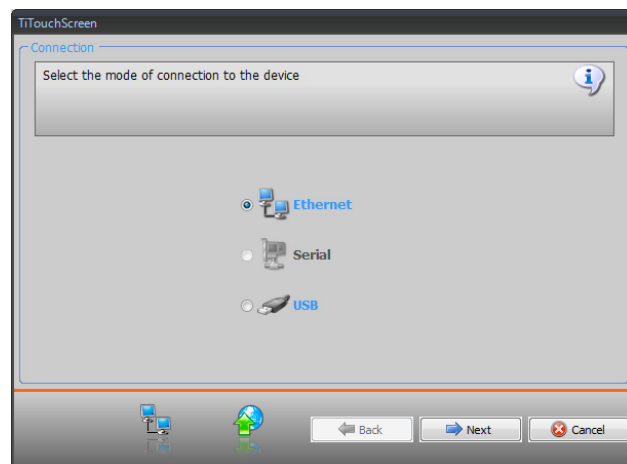 TiTouchScreen
Connection
Select the mode of connection to the device
Ethernet
Serial
USB
Back
Next
Cancel